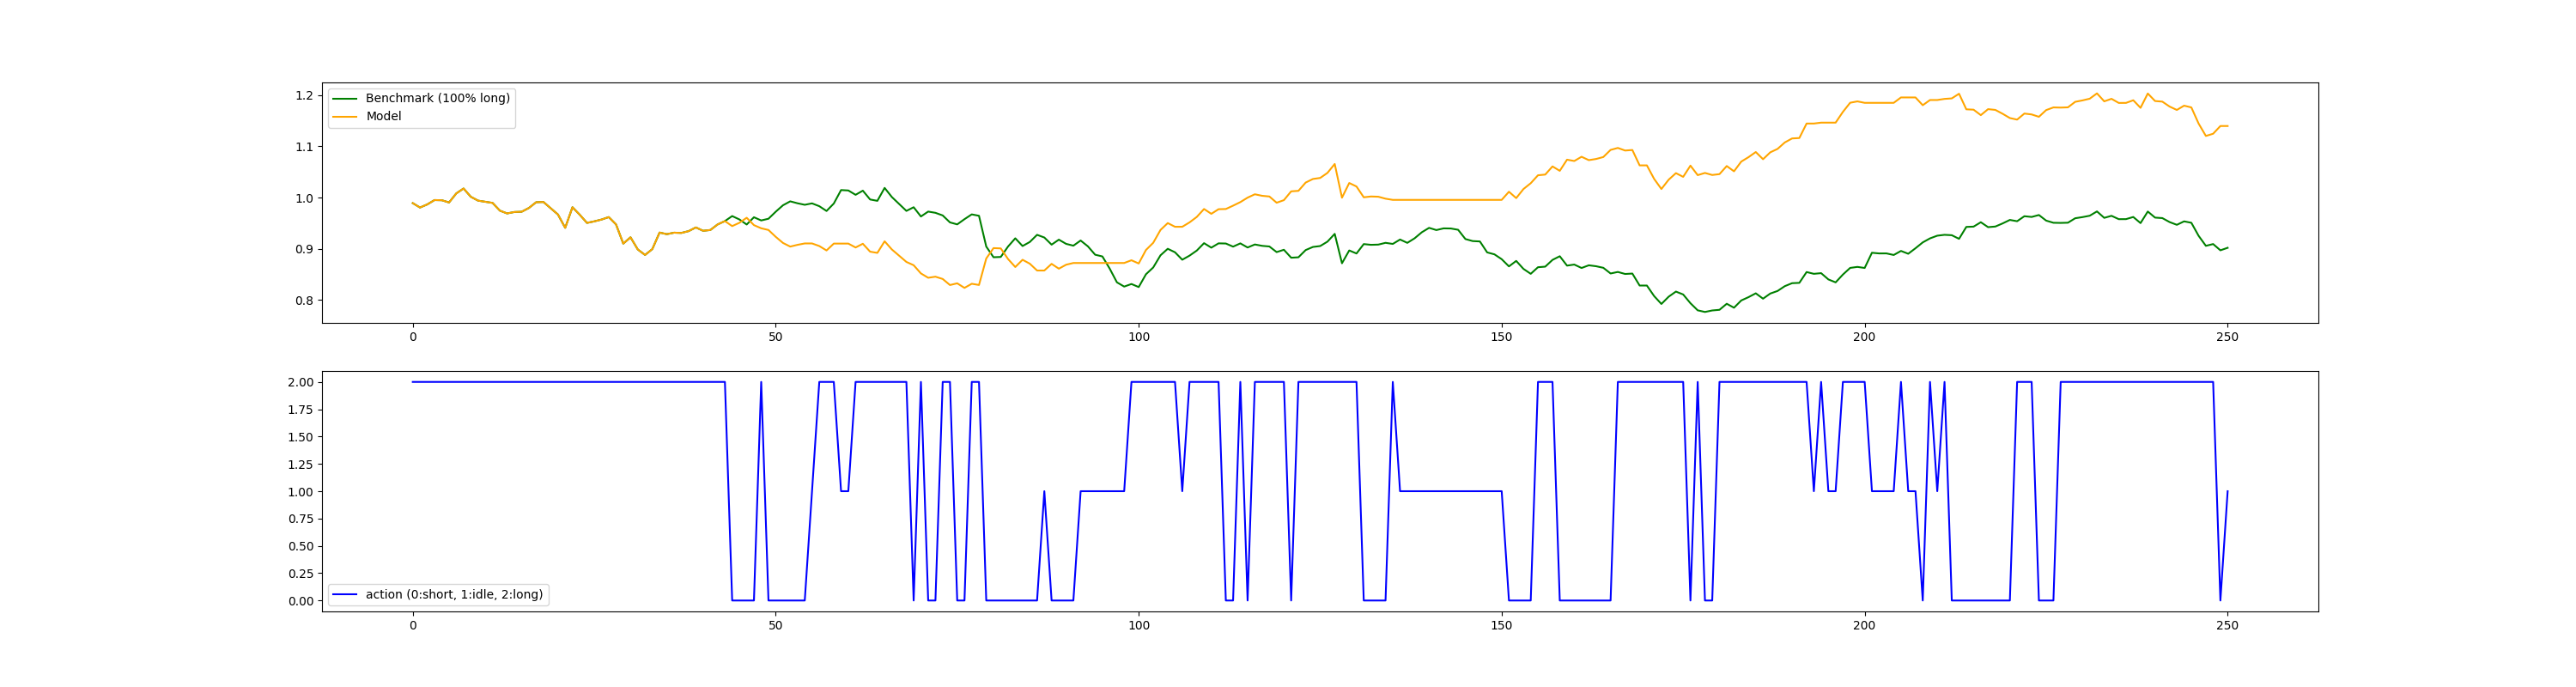 Benchmark (100% long)
Model
1.2
1.1
1.0
0.9
0.8
0 50 100 150 200 250
2.00
1.75
1.50
1.25
1.00
0.75
0.50
0.25
0.00
action (0:short, 1:idle, 2:long)
0 50 100 150 200 250